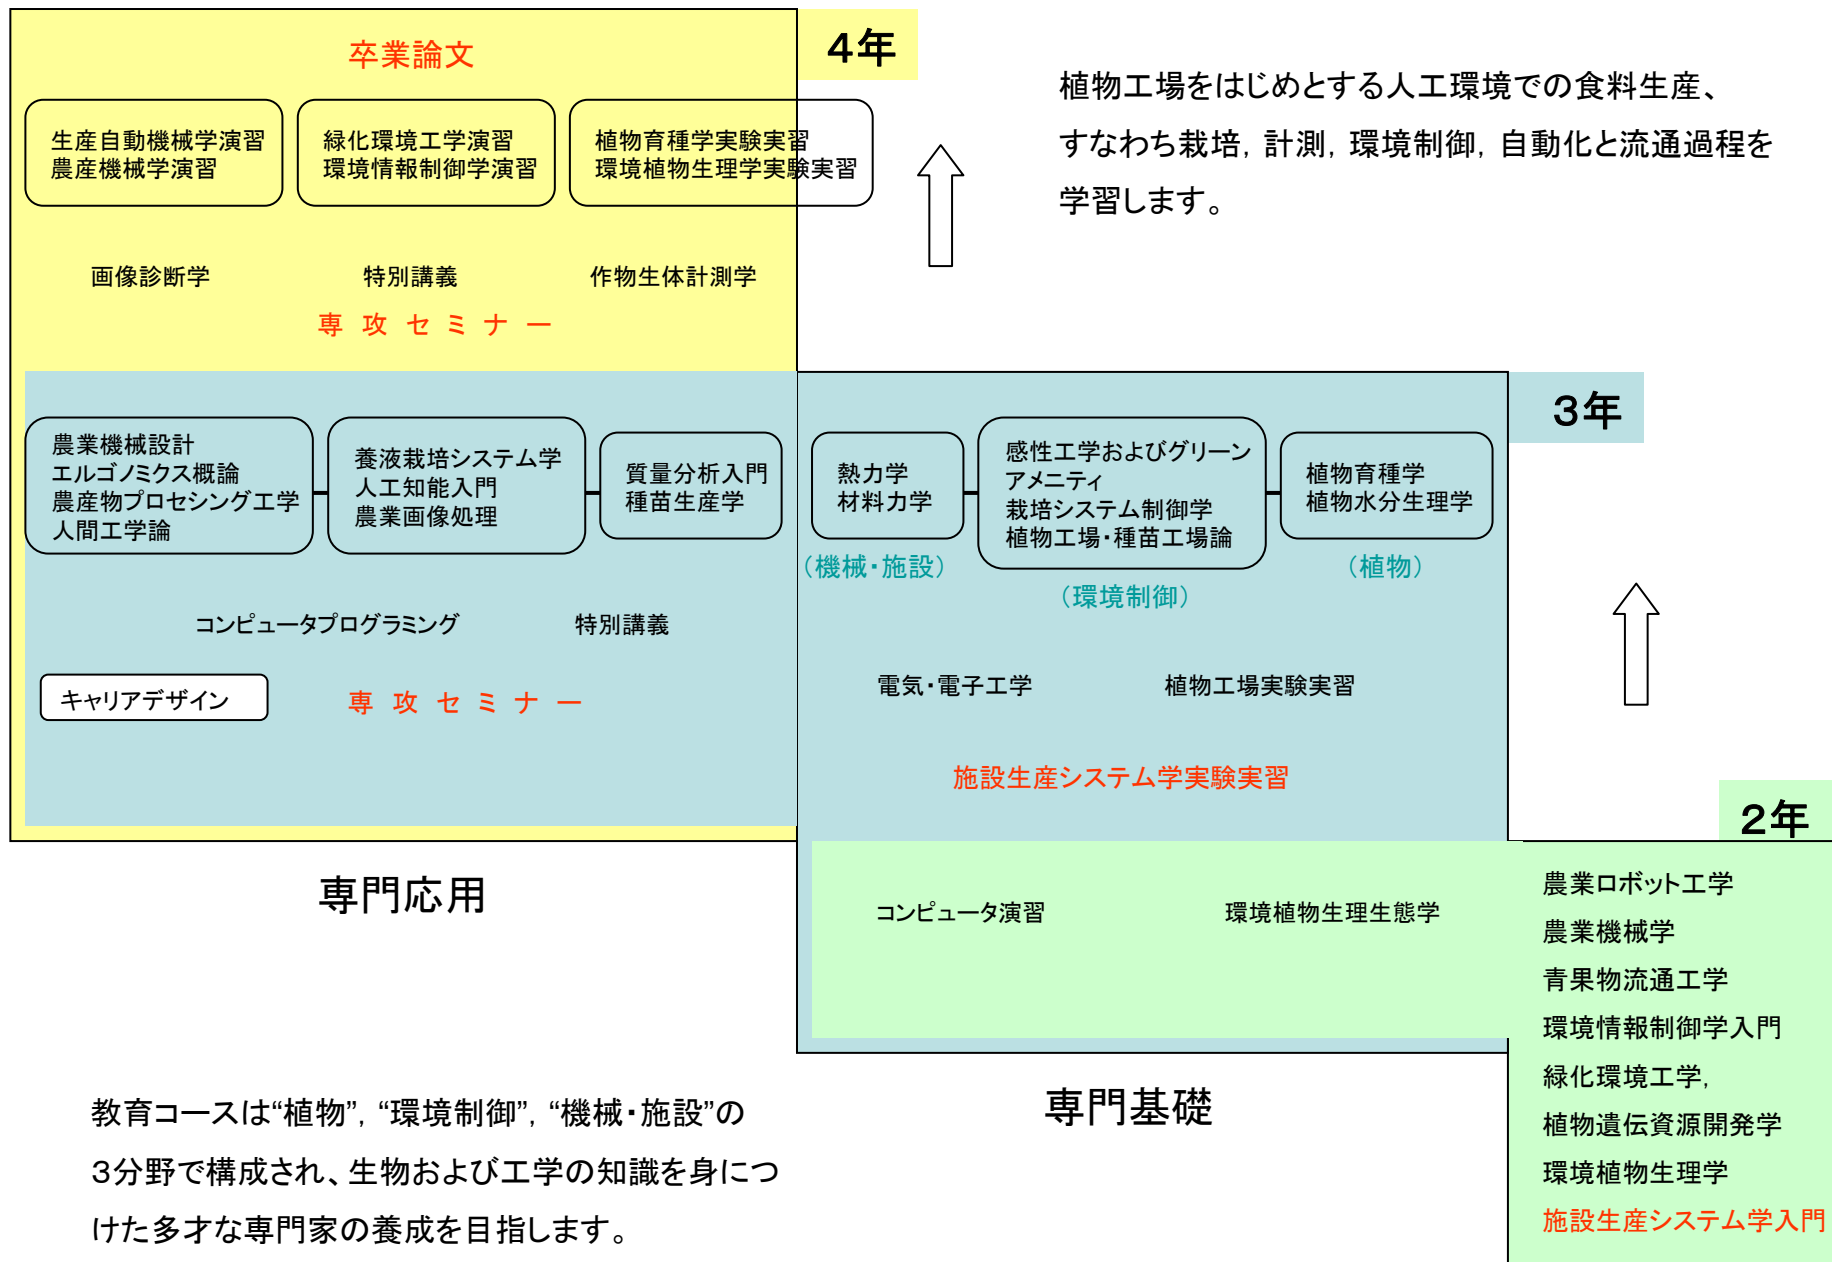 卒業論文
4年
生産自動機械学演習
農産機械学演習
緑化環境工学演習
環境情報制御学演習
植物育種学実験実習
環境植物生理学実験実習
植物工場をはじめとする人工環境での食料生産、
すなわち栽培, 計測, 環境制御, 自動化と流通過程を
学習します。
画像診断学
特別講義
作物生体計測学
専 攻 セ ミ ナ ー
3年
農業機械設計
エルゴノミクス概論
農産物プロセシング工学
人間工学論
養液栽培システム学
人工知能入門
農業画像処理
質量分析入門
種苗生産学
熱力学
材料力学
感性工学およびグリーン
アメニティ
栽培システム制御学
植物工場・種苗工場論
植物育種学
植物水分生理学
（機械・施設）
（環境制御）
（植物）
コンピュータプログラミング
特別講義
キャリアデザイン
専 攻 セ ミ ナ ー
電気・電子工学
植物工場実験実習
施設生産システム学実験実習
2年
専門応用
コンピュータ演習
環境植物生理生態学
農業ロボット工学
農業機械学
青果物流通工学
環境情報制御学入門
緑化環境工学,
植物遺伝資源開発学
環境植物生理学
施設生産システム学入門
専門基礎
教育コースは“植物”, “環境制御”, “機械・施設”の
3分野で構成され、生物および工学の知識を身につ
けた多才な専門家の養成を目指します。